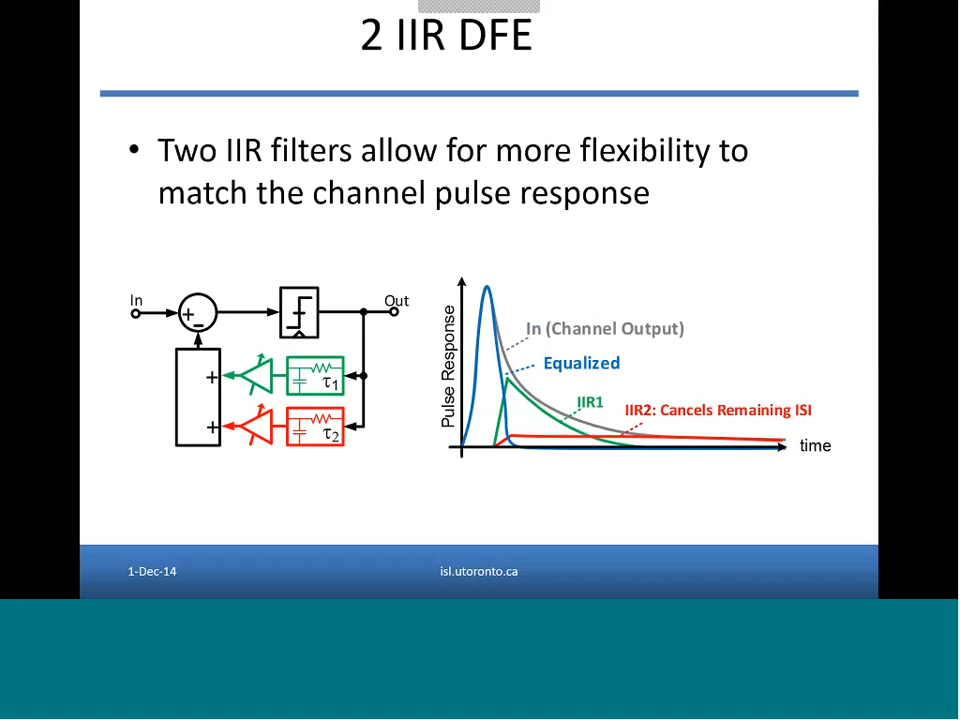 2 IIR DFE
• Two IIR filters allow for more flexibility to
match the channel pulse response
In
Out
+
−
+
τ1
+
τ2
Pulse Response
In (Channel Output)
Equalized
IIR1
IIR2: Cancels Remaining ISI
time
1-Dec-14
isl.utoronto.ca